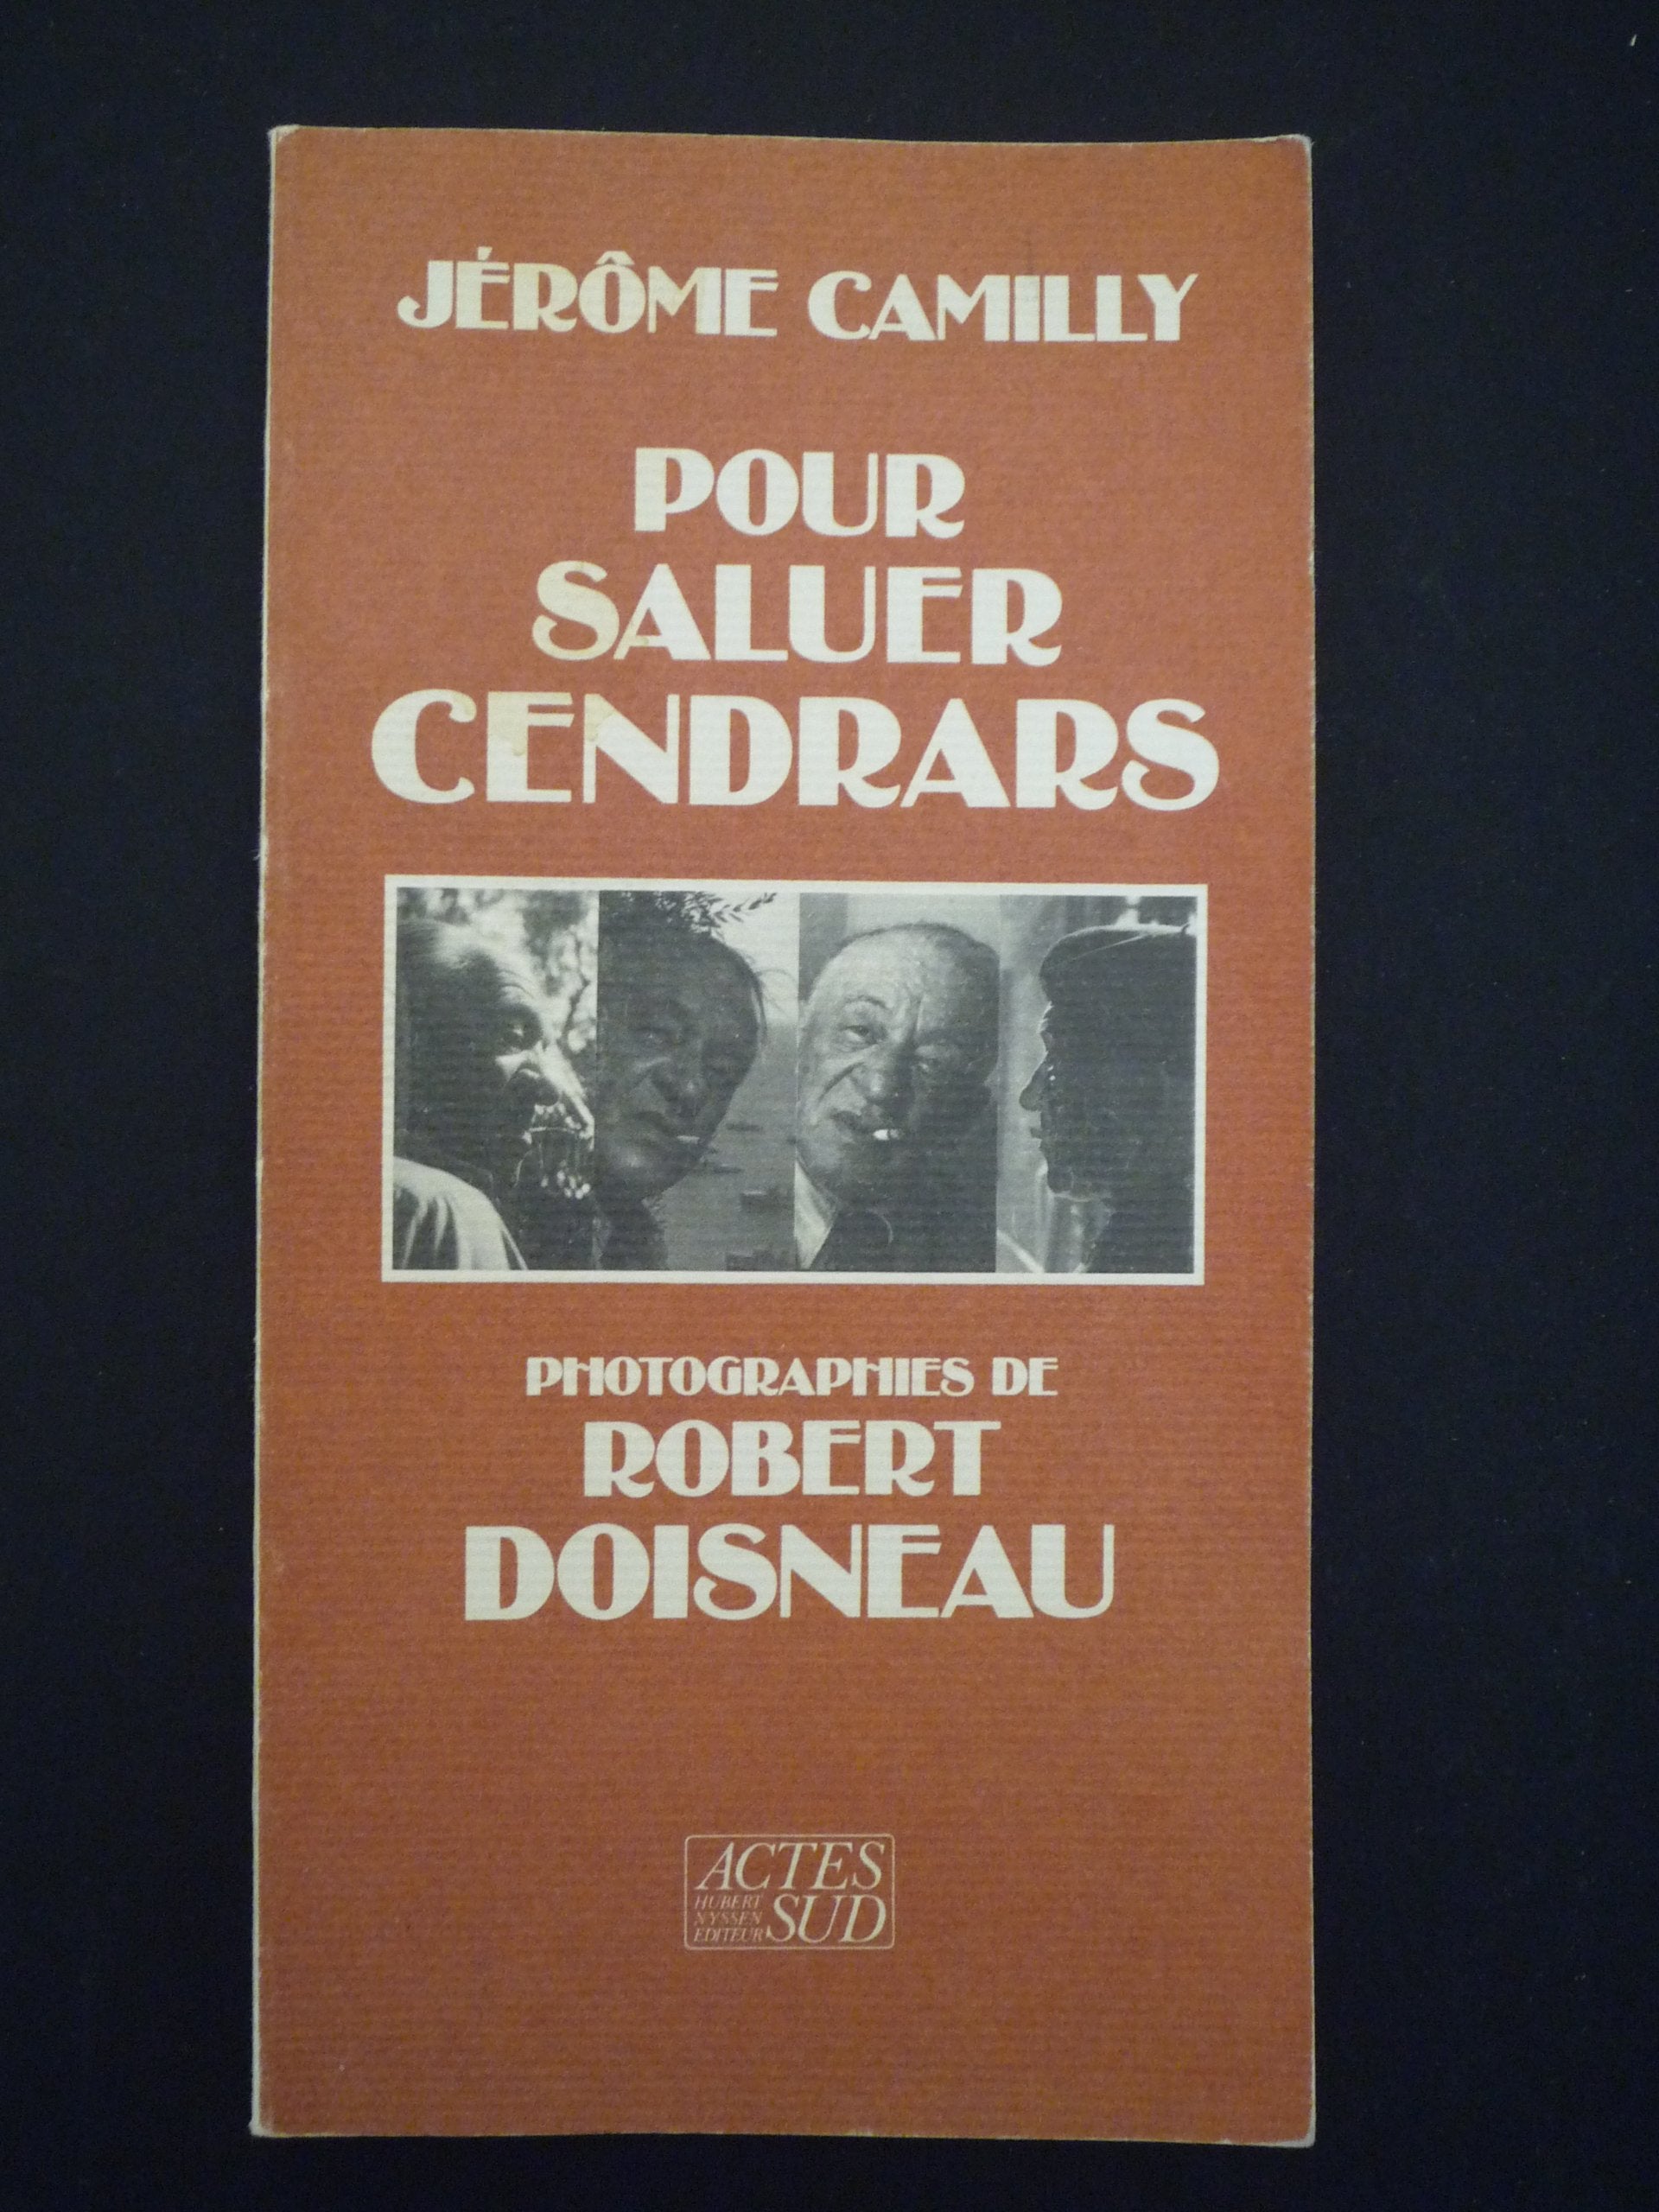 JÉRÔME CAMILLY
POUR
SALUER
CENDRARS
PHOTOGRAPHIES DE
ROBERT
DOISNEAU
ACTES
HUBERT
NYSSEN
EDITEUR
SUD